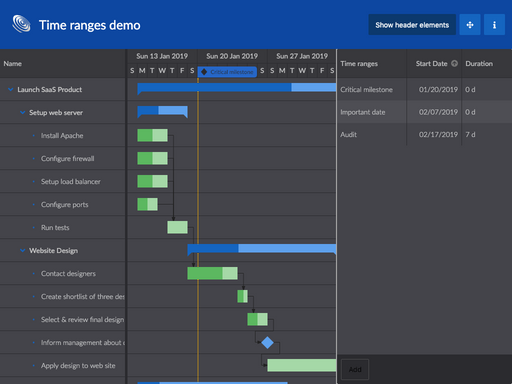 Time ranges demo
Show header elements
Name
Sun 13 Jan 2019 Sun 20 Jan 2019 Sun 27 Jan 2019
S M T W T F S
S S M T W T F S
Critical milestone
Time ranges Start Date Duration
Launch SaaS Product
Critical milestone 01/20/2019 0 d
Setup web server
Important date 02/07/2019 0 d
Install Apache
Audit 02/17/2019 7 d
Configure firewall
Setup load balancer
Configure ports
Run tests
Website Design
Contact designers
Create shortlist of three des
Select & review final design
Inform management about
Apply design to web site
Add